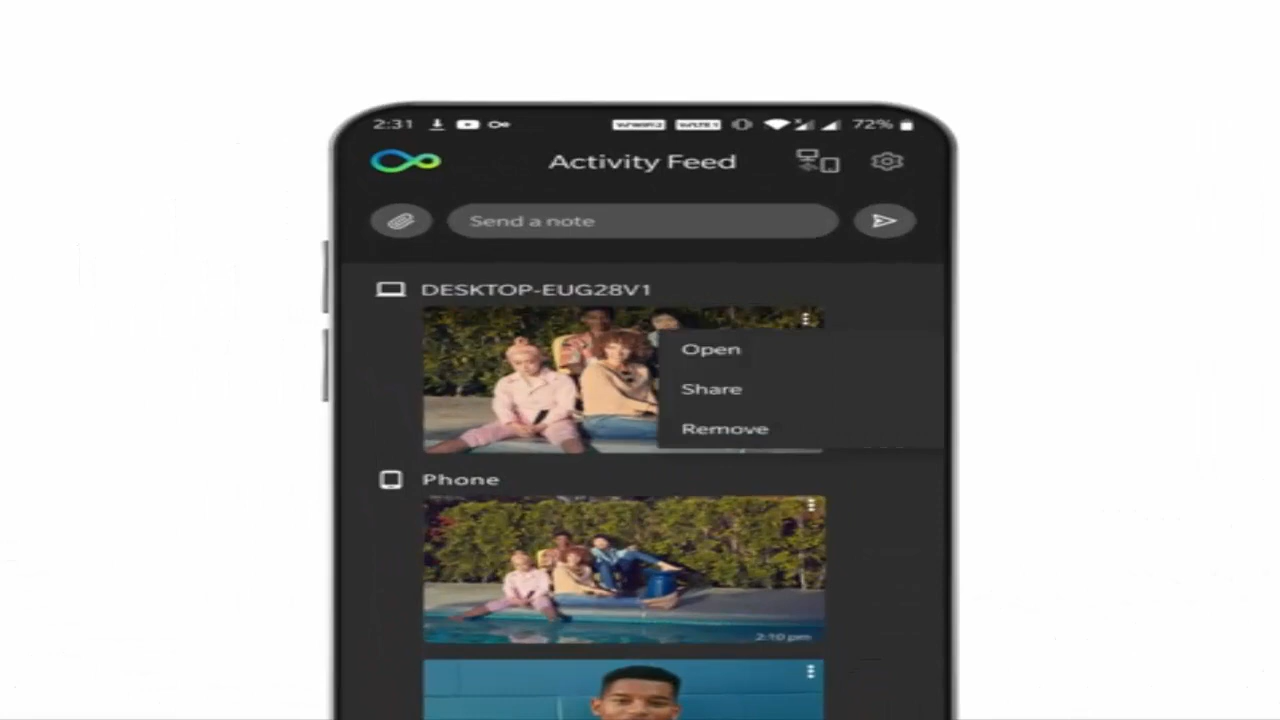 2:31
72%
Activity Feed
Send a note
DESKTOP-EUG28V1
Open
Share
Remove
Phone
2:10 pm